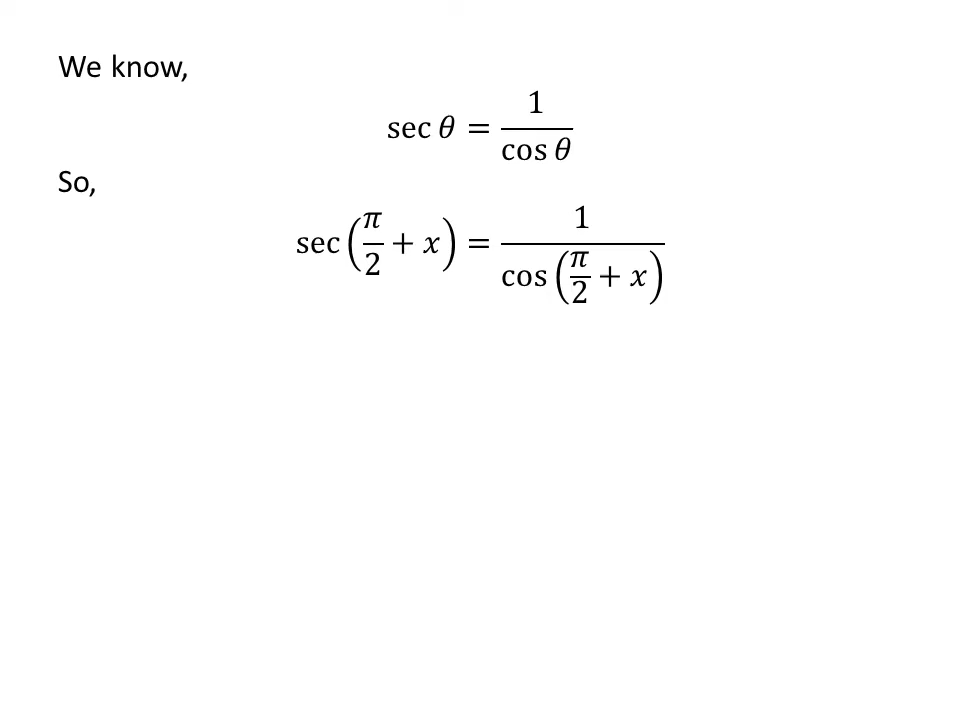 We know,
sec θ = 1/cos θ
So,
sec (π/2 + x) = 1/cos (π/2 + x)